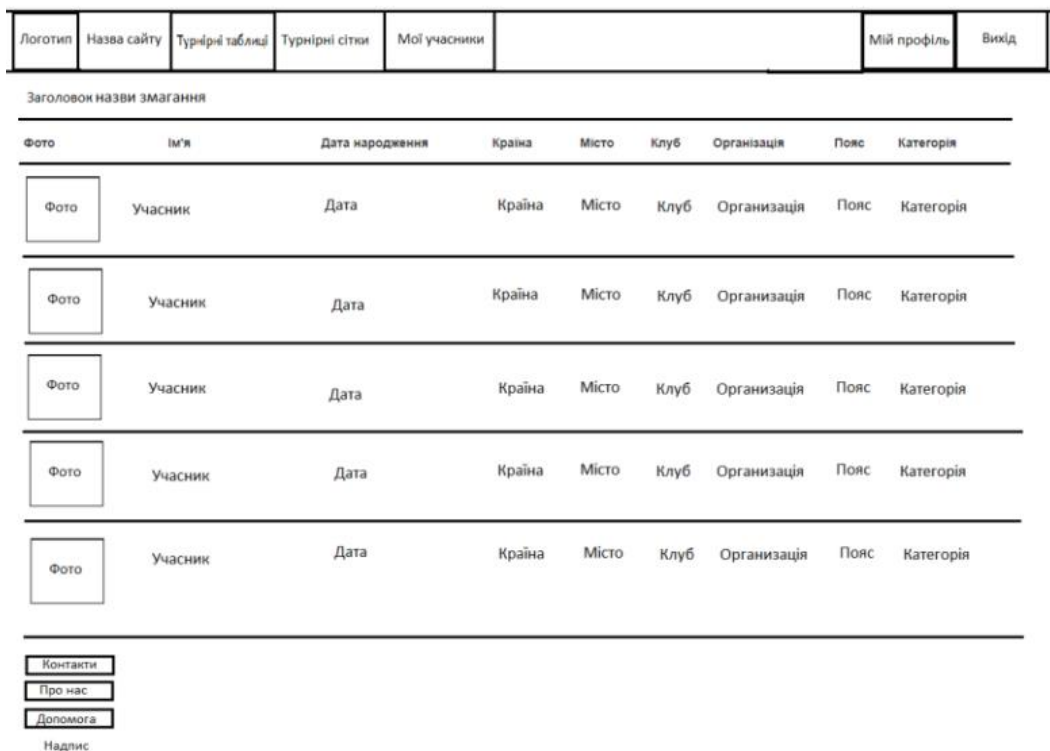 Логотип Назва сайту Турнірні таблиці Турнірні сітки Мої учасники Мій профіль Вихід
Заголовок назви змагання
Фото Ім'я Дата народження Країна Місто Клуб Організація Пояс Категорія
Фото Учасник Дата Країна Місто Клуб Организація Пояс Категорія
Фото Учасник Дата Країна Місто Клуб Организація Пояс Категорія
Фото Учасник Дата Країна Місто Клуб Организація Пояс Категорія
Фото Учасник Дата Країна Місто Клуб Организація Пояс Категорія
Фото Учасник Дата Країна Місто Клуб Организація Пояс Категорія
Контакти
Про нас
Допомога
Надпис